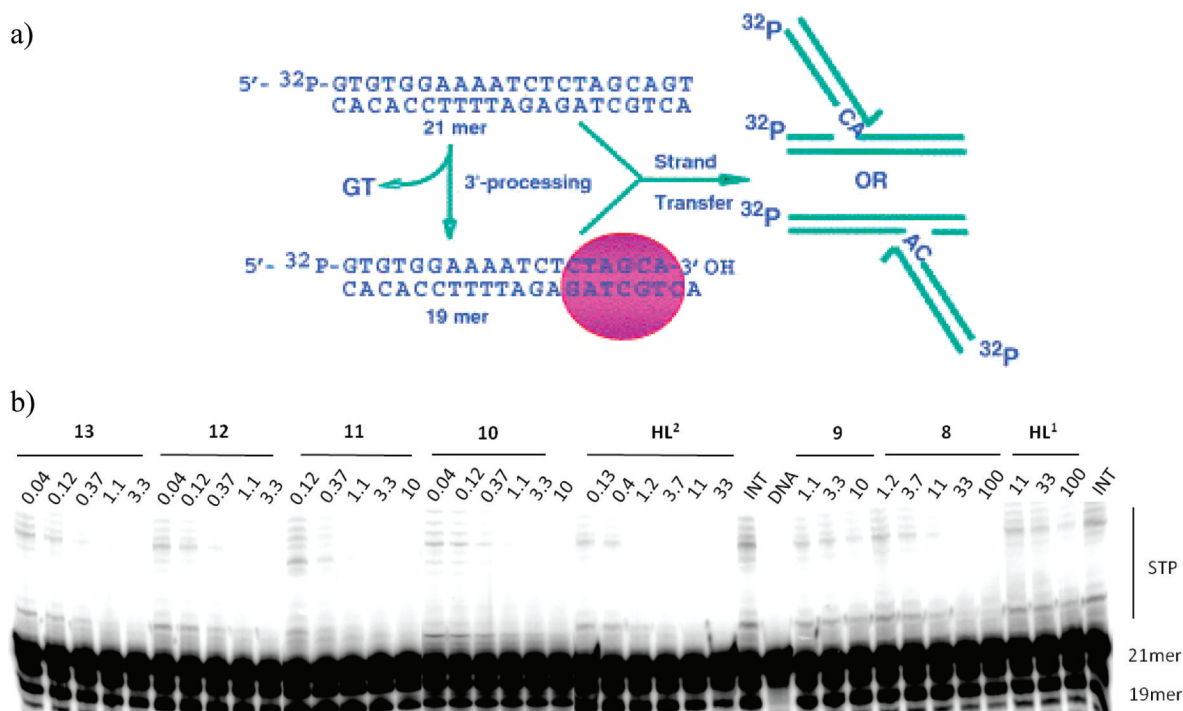 a)
5'- ³²P-GTGTGGAAAATCTCTAGCAGT
CACACCTTTTAGAGATCGTCA
21 mer
GT
3'-processing
5'- ³²P-GTGTGGAAAATCTCTAGCA-3' OH
CACACCTTTTAGAGATCGTCA
19 mer
Strand
Transfer
³²P
CA
³²P
OR
³²P
AC
³²P
b)
13 12 11 10 HL² 9 8 HL¹
0.04 0.12 0.37 1.1 3.3 0.04 0.12 0.37 1.1 3.3 0.12 0.37 1.1 3.3 10 0.04 0.12 0.37 1.1 3.3 10 0.13 0.4 1.2 3.7 11 33 INT DNA 1.1 3.3 10 1.2 3.7 11 33 100 11 33 100 INT
STP
21mer
19mer